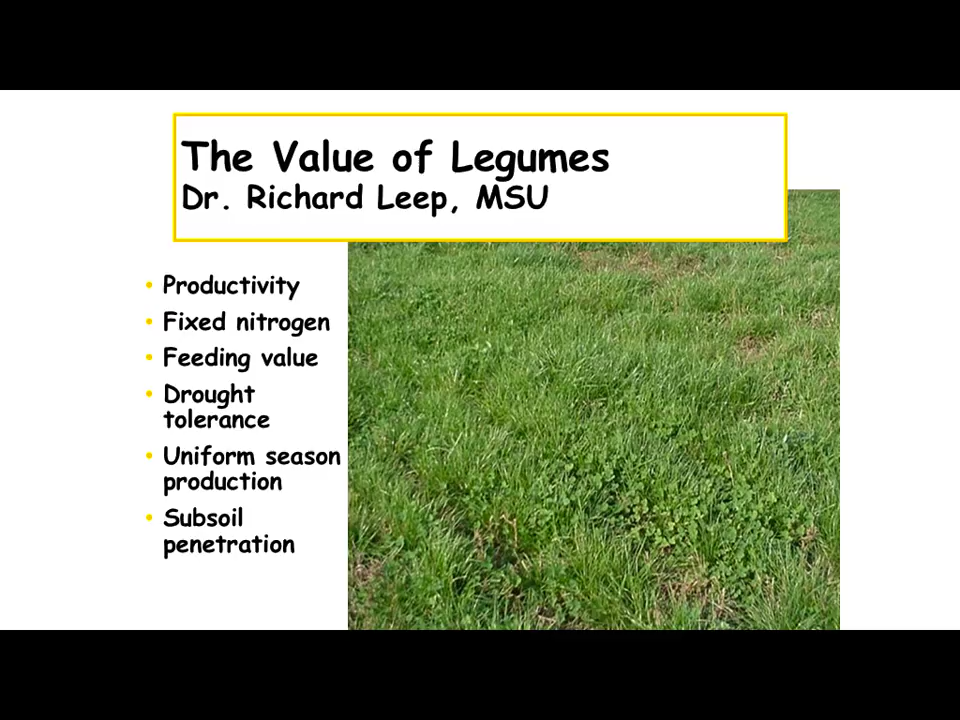 The Value of Legumes
Dr. Richard Leep, MSU
• Productivity
• Fixed nitrogen
• Feeding value
• Drought
tolerance
• Uniform season
production
• Subsoil
penetration